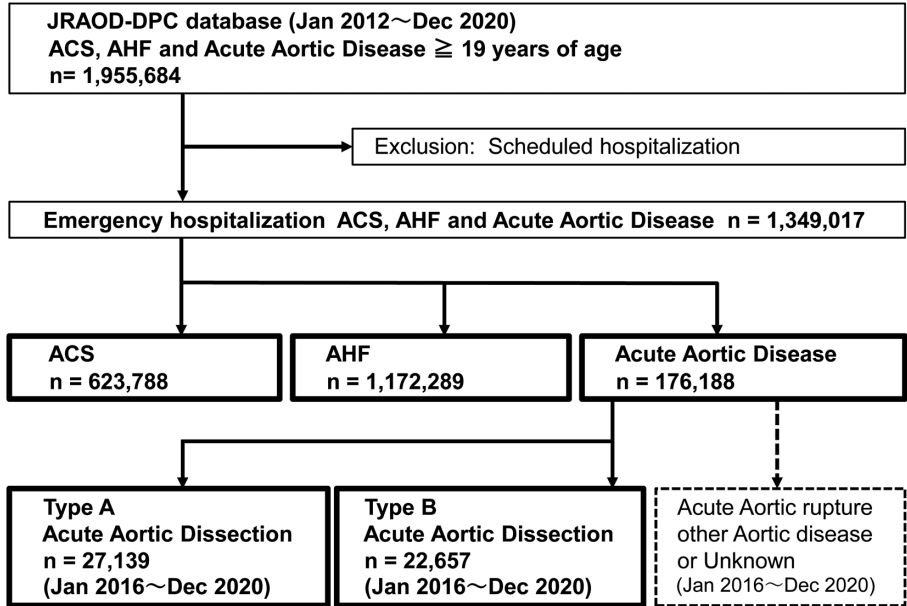 JRAOD-DPC database (Jan 2012～Dec 2020)
ACS, AHF and Acute Aortic Disease ≧ 19 years of age
n= 1,955,684
Exclusion: Scheduled hospitalization
Emergency hospitalization ACS, AHF and Acute Aortic Disease n = 1,349,017
ACS
n = 623,788
AHF
n = 1,172,289
Acute Aortic Disease
n = 176,188
Type A
Acute Aortic Dissection
n = 27,139
(Jan 2016～Dec 2020)
Type B
Acute Aortic Dissection
n = 22,657
(Jan 2016～Dec 2020)
Acute Aortic rupture
other Aortic disease
or Unknown
(Jan 2016～Dec 2020)